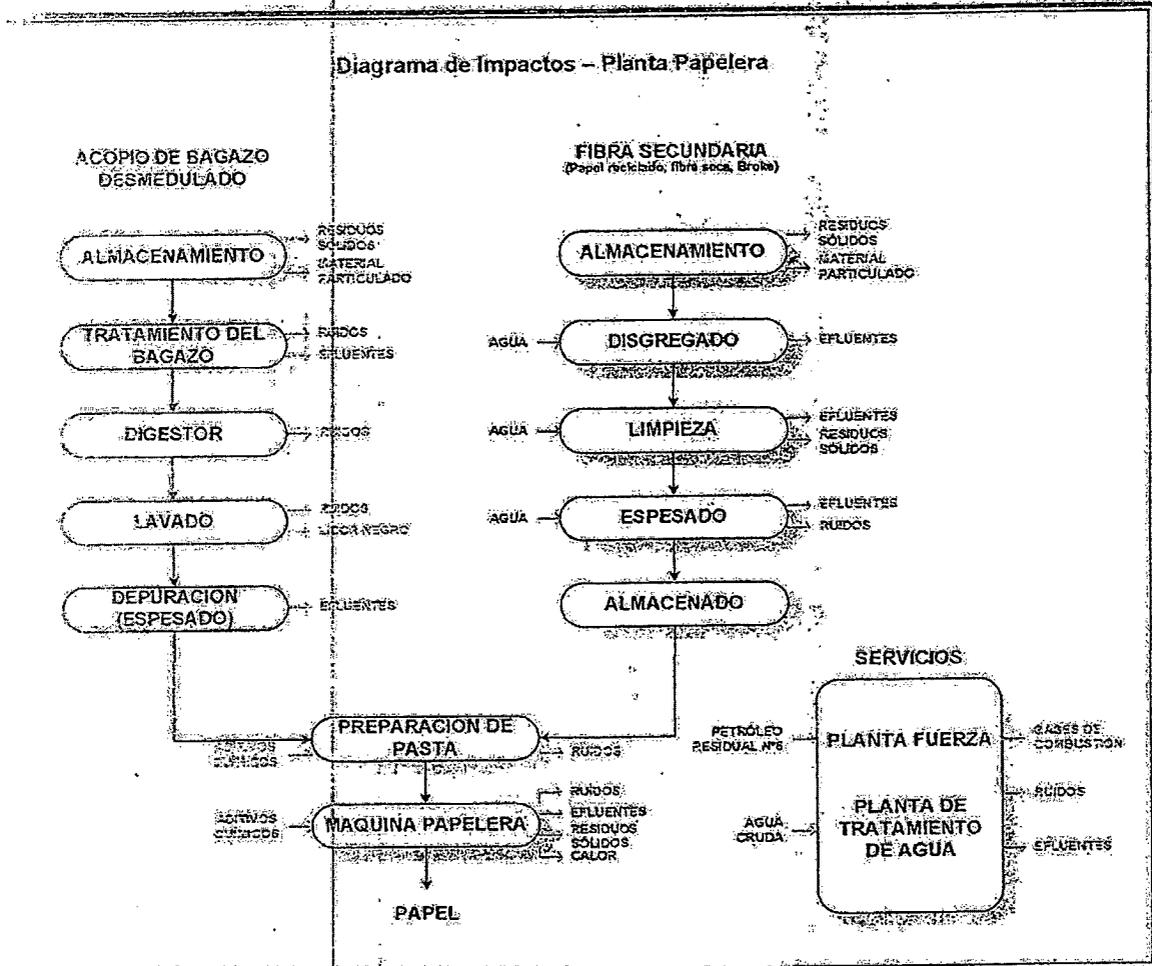 Diagrama de Impactos – Planta Papelera
ACOPIO DE BAGAZO
DESMEDULADO
ALMACENAMIENTO
RESIDUOS
SÓLIDOS
MATERIAL
PARTICULADO
TRATAMIENTO DEL
BAGAZO
RUIDOS
EFLUENTES
DIGESTOR
RUIDOS
LAVADO
RUIDOS
LICOR NEGRO
DEPURACION
(ESPESADO)
EFLUENTES
FIBRA SECUNDARIA
(Papel reciclado, fibra seca, Broke)
ALMACENAMIENTO
RESIDUOS
SÓLIDOS
MATERIAL
PARTICULADO
AGUA
DISGREGADO
EFLUENTES
AGUA
LIMPIEZA
EFLUENTES
RESIDUOS
SÓLIDOS
AGUA
ESPESADO
EFLUENTES
RUIDOS
ALMACENADO
PREPARACION DE
PASTA
ADITIVOS
QUÍMICOS
RUIDOS
ADITIVOS
QUÍMICOS
MAQUINA PAPELERA
RUIDOS
EFLUENTES
RESIDUOS
SÓLIDOS
CALOR
PAPEL
SERVICIOS
PETRÓLEO
RESIDUAL Nº6
PLANTA FUERZA
GASES DE
COMBUSTIÓN
RUIDOS
AGUA
CRUDA
PLANTA DE
TRATAMIENTO
DE AGUA
EFLUENTES